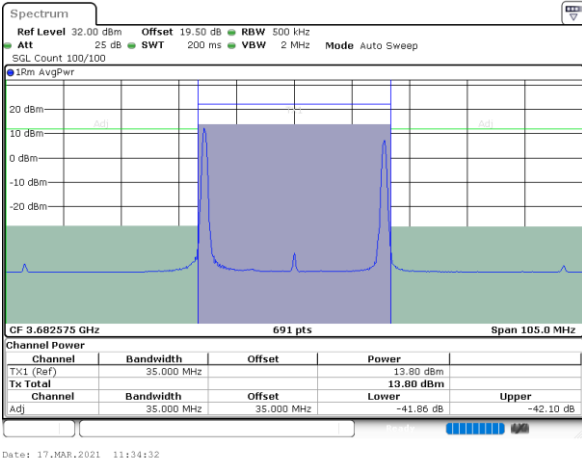 Spectrum
Ref Level 32.00 dBm Offset 19.50 dB RBW 500 kHz
Att 25 dB SWT 200 ms VBW 2 MHz Mode Auto Sweep
SGL Count 100/100
1Rm AvgPwr
20 dBm
Adj Adj
10 dBm
0 dBm
-10 dBm
-20 dBm
CF 3.682575 GHz 691 pts Span 105.0 MHz
Channel Power
Channel Bandwidth Offset Power
TX1 (Ref) 35.000 MHz 13.80 dBm
Tx Total 13.80 dBm
Channel Bandwidth Offset Lower Upper
Adj 35.000 MHz 35.000 MHz -41.86 dB -42.10 dB
Ready
Date: 17.MAR.2021 11:34:32